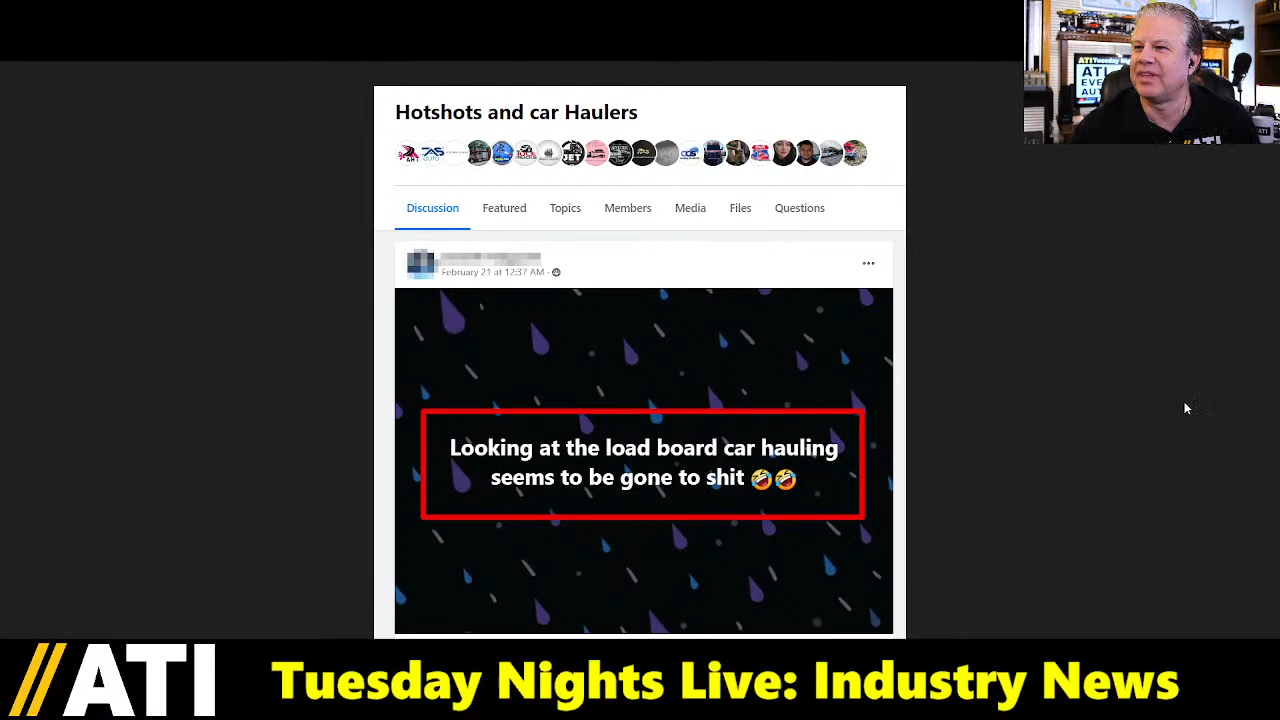 Hotshots and car Haulers
Discussion
Featured
Topics
Members
Media
Files
Questions
February 21 at 12:37 AM ·
Looking at the load board car hauling
seems to be gone to shit 🤣🤣
ATI
//ATI Tuesday Nights Live: Industry News